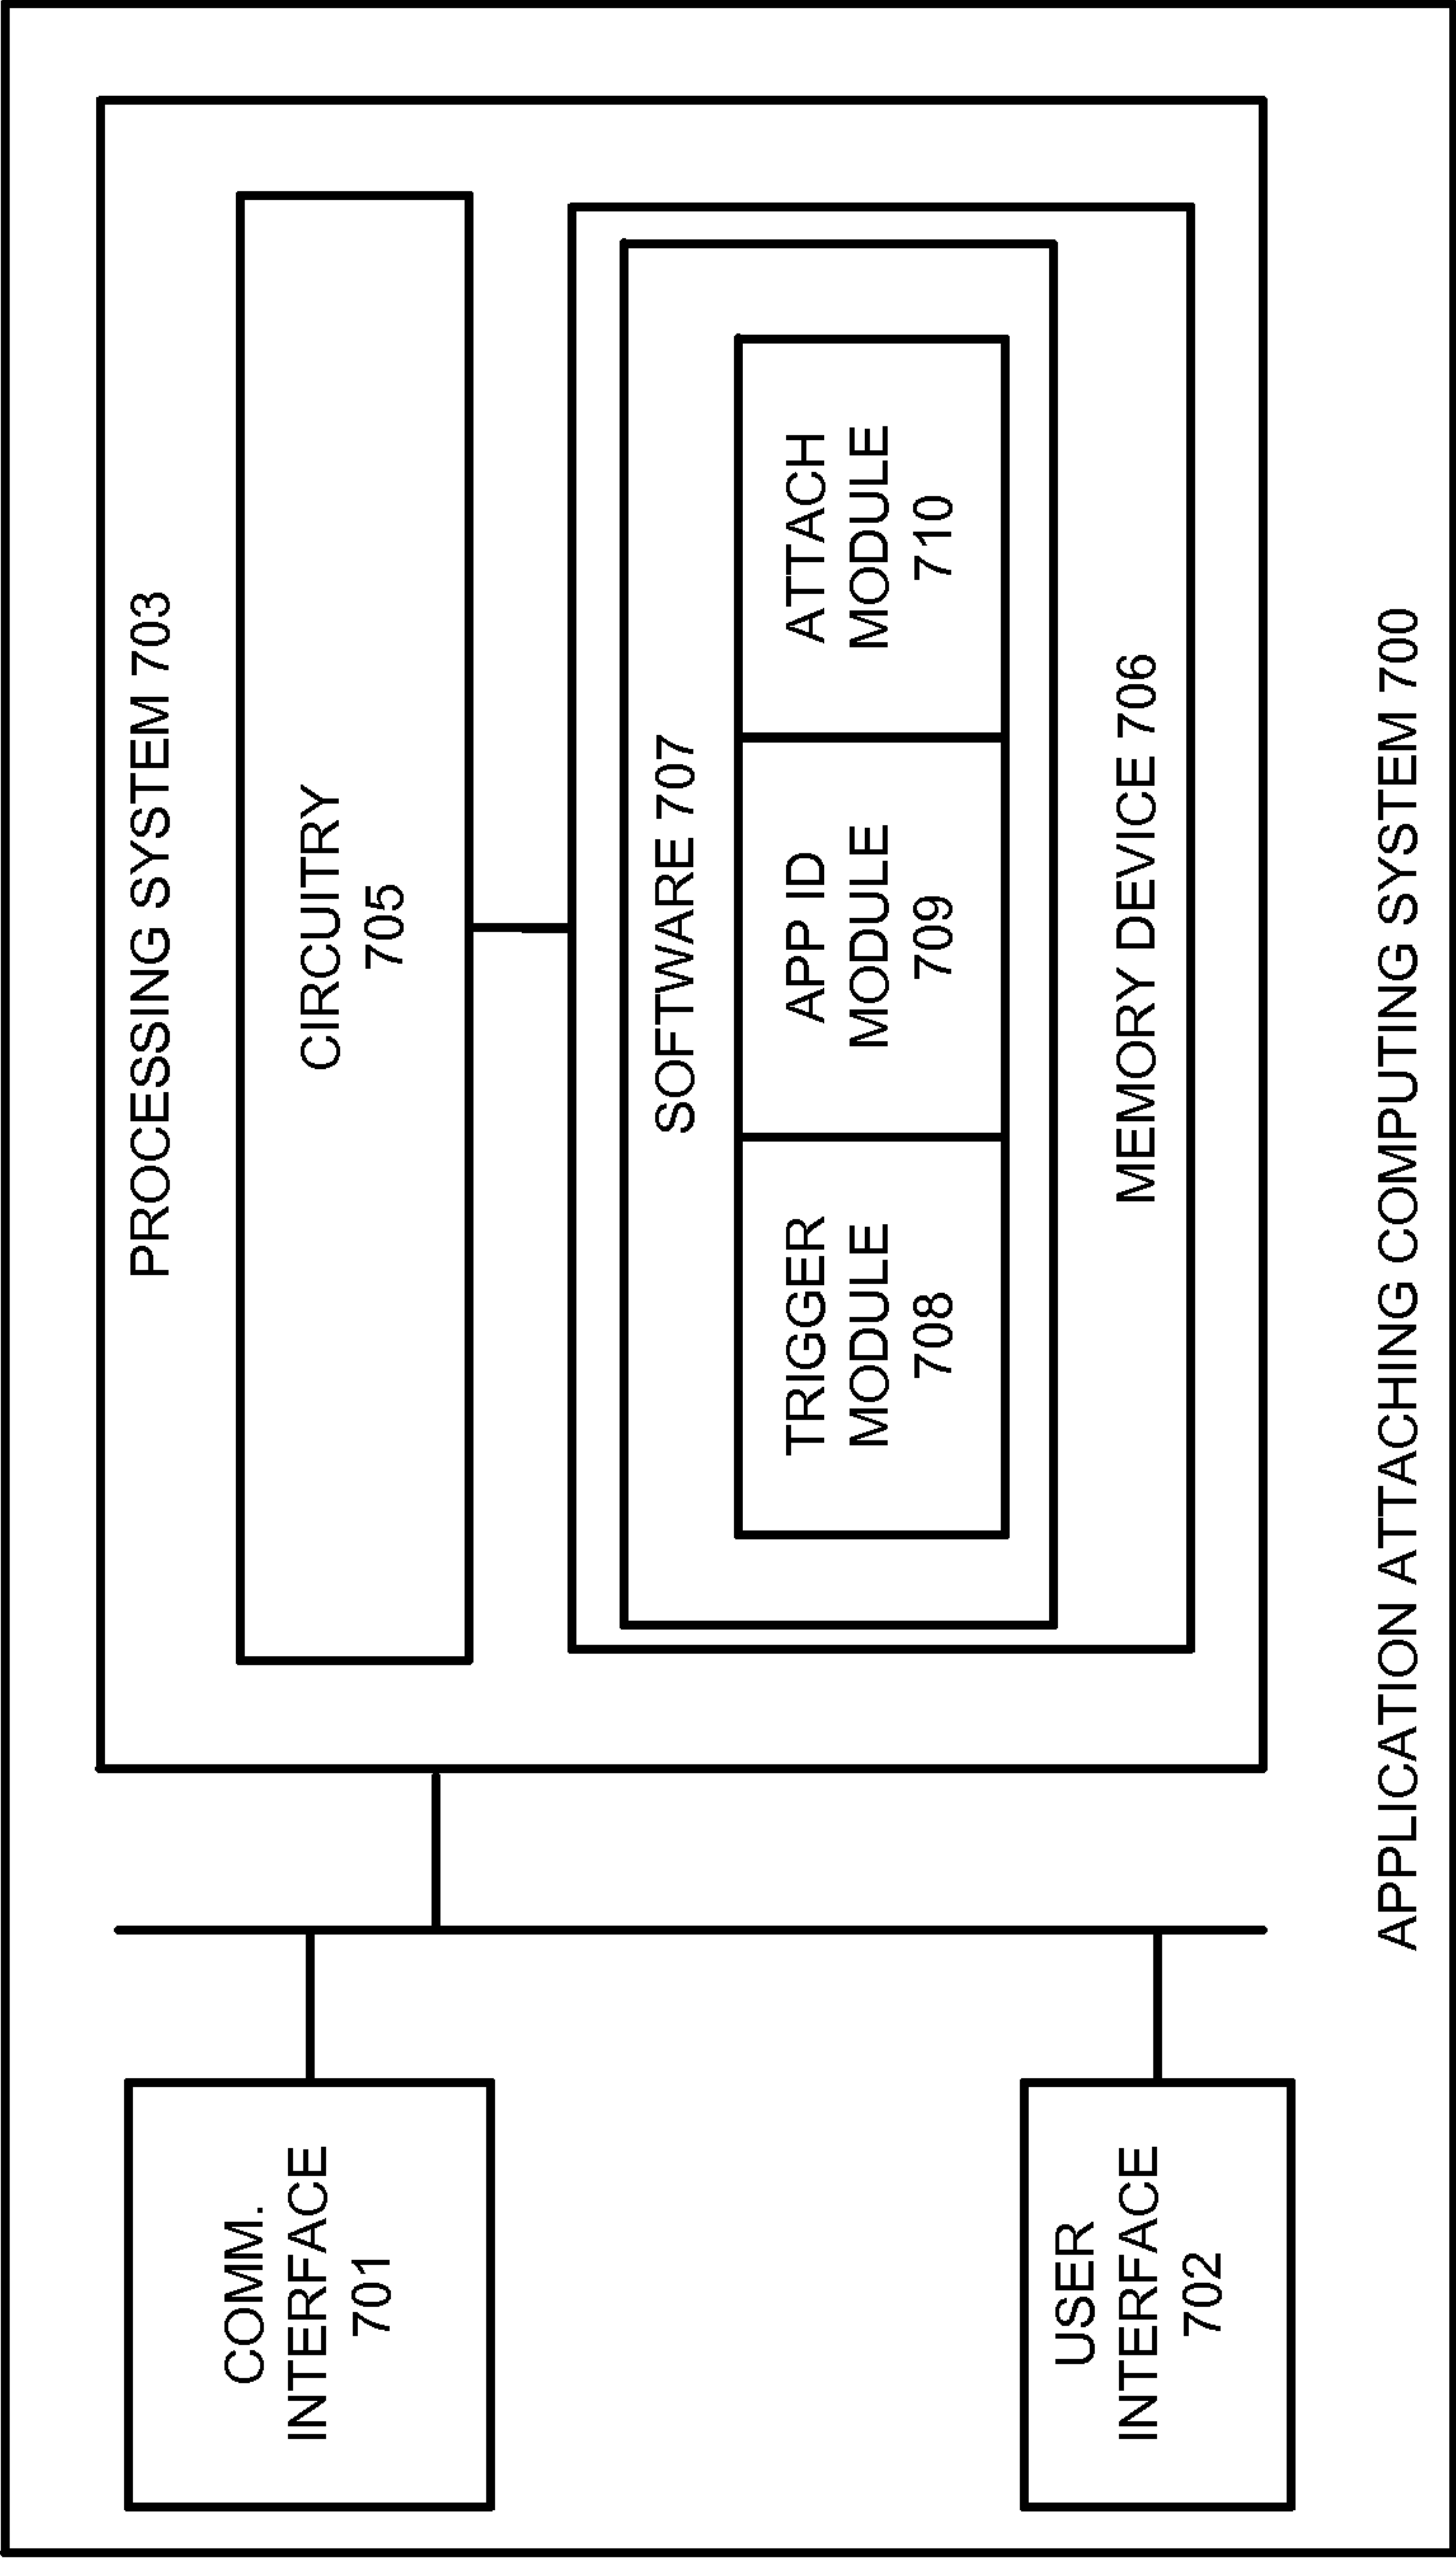 COMM.
INTERFACE
701
USER
INTERFACE
702
PROCESSING SYSTEM 703
CIRCUITRY
705
SOFTWARE 707
TRIGGER
MODULE
708
APP ID
MODULE
709
ATTACH
MODULE
710
MEMORY DEVICE 706
APPLICATION ATTACHING COMPUTING SYSTEM 700